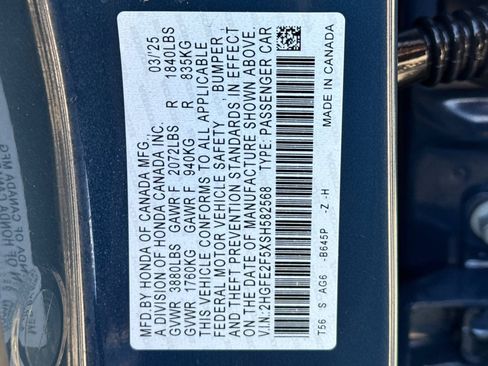 MFD.BY HONDA OF CANADA MFG., 03/25
A DIVISION OF HONDA CANADA INC.
GVWR 3880LBS GAWR F 2072LBS R 1840LBS
GVWR 1760KG GAWR F 940KG R 835KG
THIS VEHICLE CONFORMS TO ALL APPLICABLE
FEDERAL MOTOR VEHICLE SAFETY, BUMPER,
AND THEFT PREVENTION STANDARDS IN EFFECT
ON THE DATE OF MANUFACTURE SHOWN ABOVE.
V.I.N.:2HGFE2F5XSH582568 TYPE:PASSENGER CAR
T56 S AG6 -B645P -Z -H MADE IN CANADA